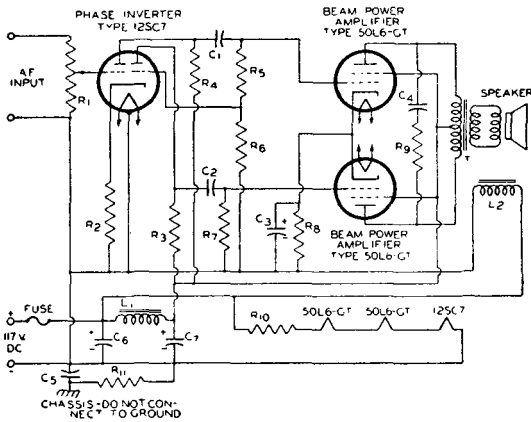 PHASE INVERTER
TYPE 12SC7
BEAM POWER
AMPLIFIER
TYPE 50L6-GT
AF
INPUT
R1
C1
R4
R5
C4
SPEAKER
R6
R9
T
R2
C2
R3
R7
C3
+
R8
L2
BEAM POWER
AMPLIFIER
TYPE 50L6-GT
+
FUSE
L1
117 V.
DC
-
+
C6
-
+
C7
-
R10
50L6-GT
50L6-GT
12SC7
C5
R11
CHASSIS-DO NOT CON-
NECT TO GROUND